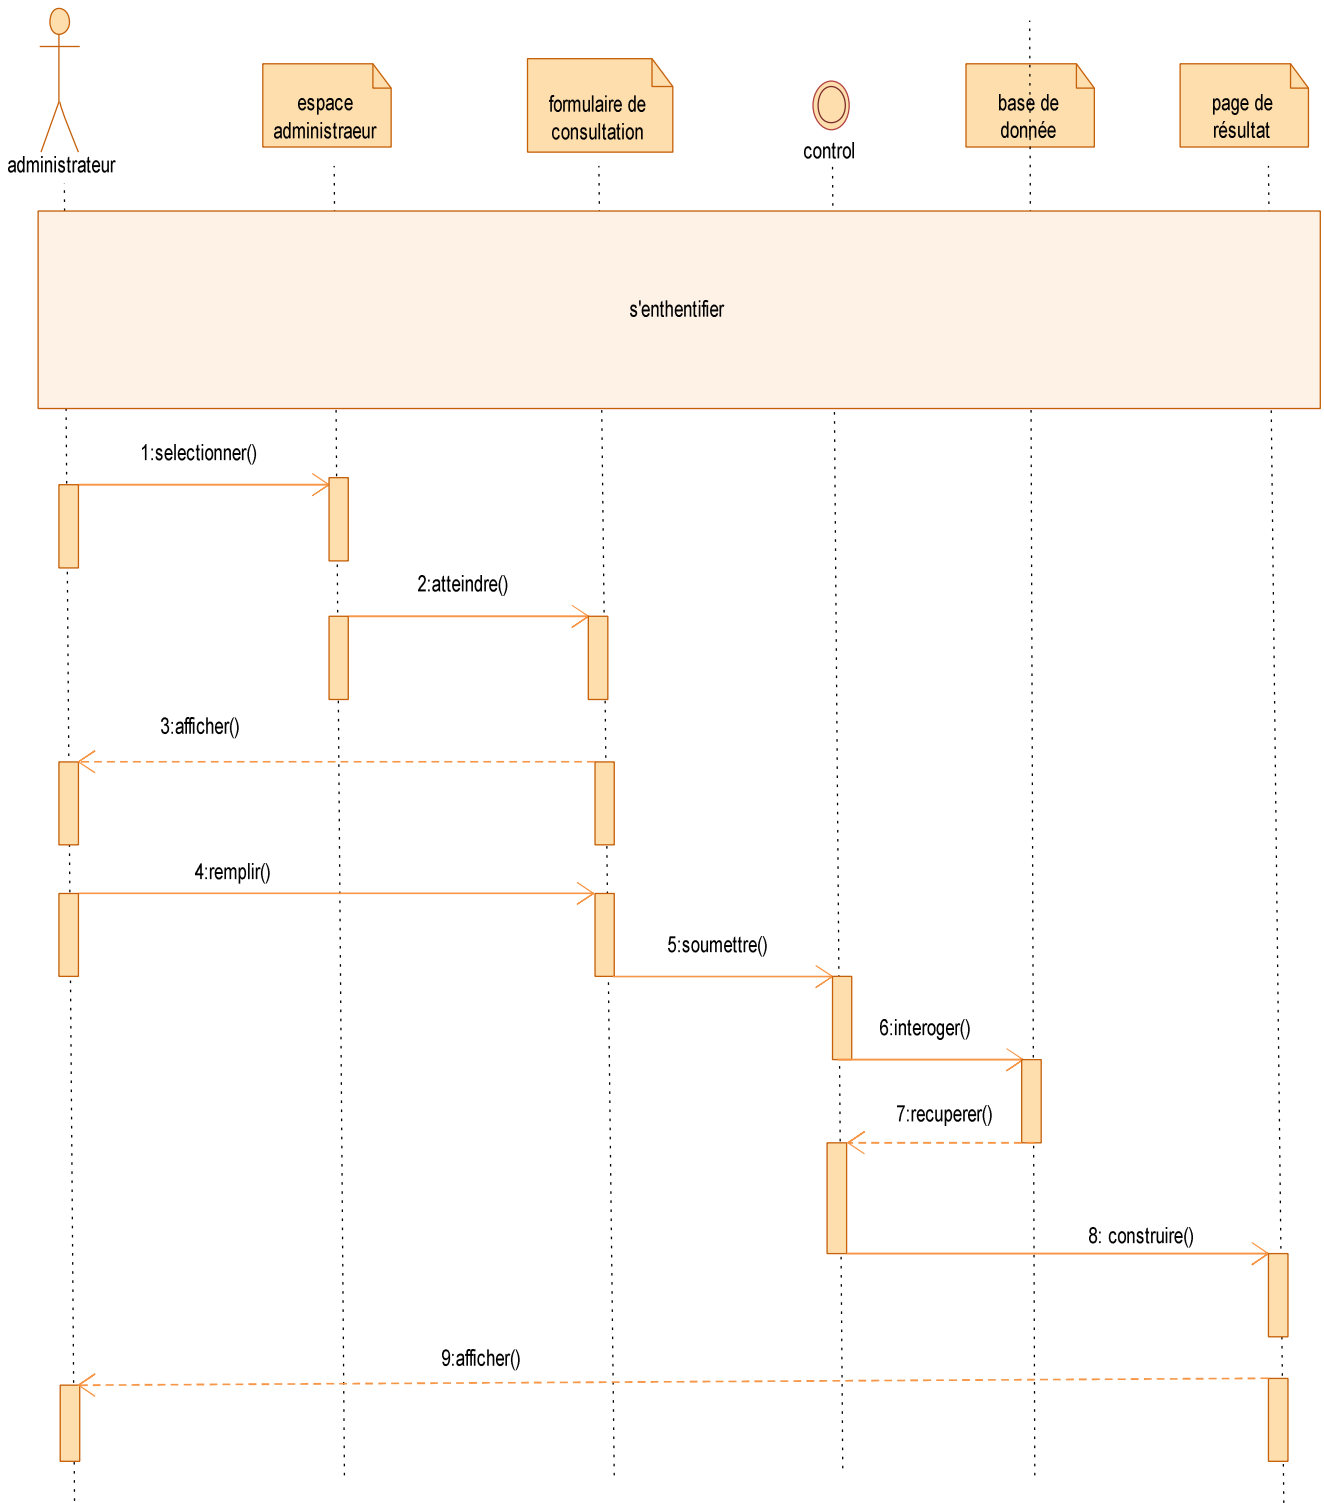 administrateur
espace
administraeur
formulaire de
consultation
control
base de
donnée
page de
résultat
s'enthentifier
1:selectionner()
2:atteindre()
3:afficher()
4:remplir()
5:soumettre()
6:interoger()
7:recuperer()
8: construire()
9:afficher()